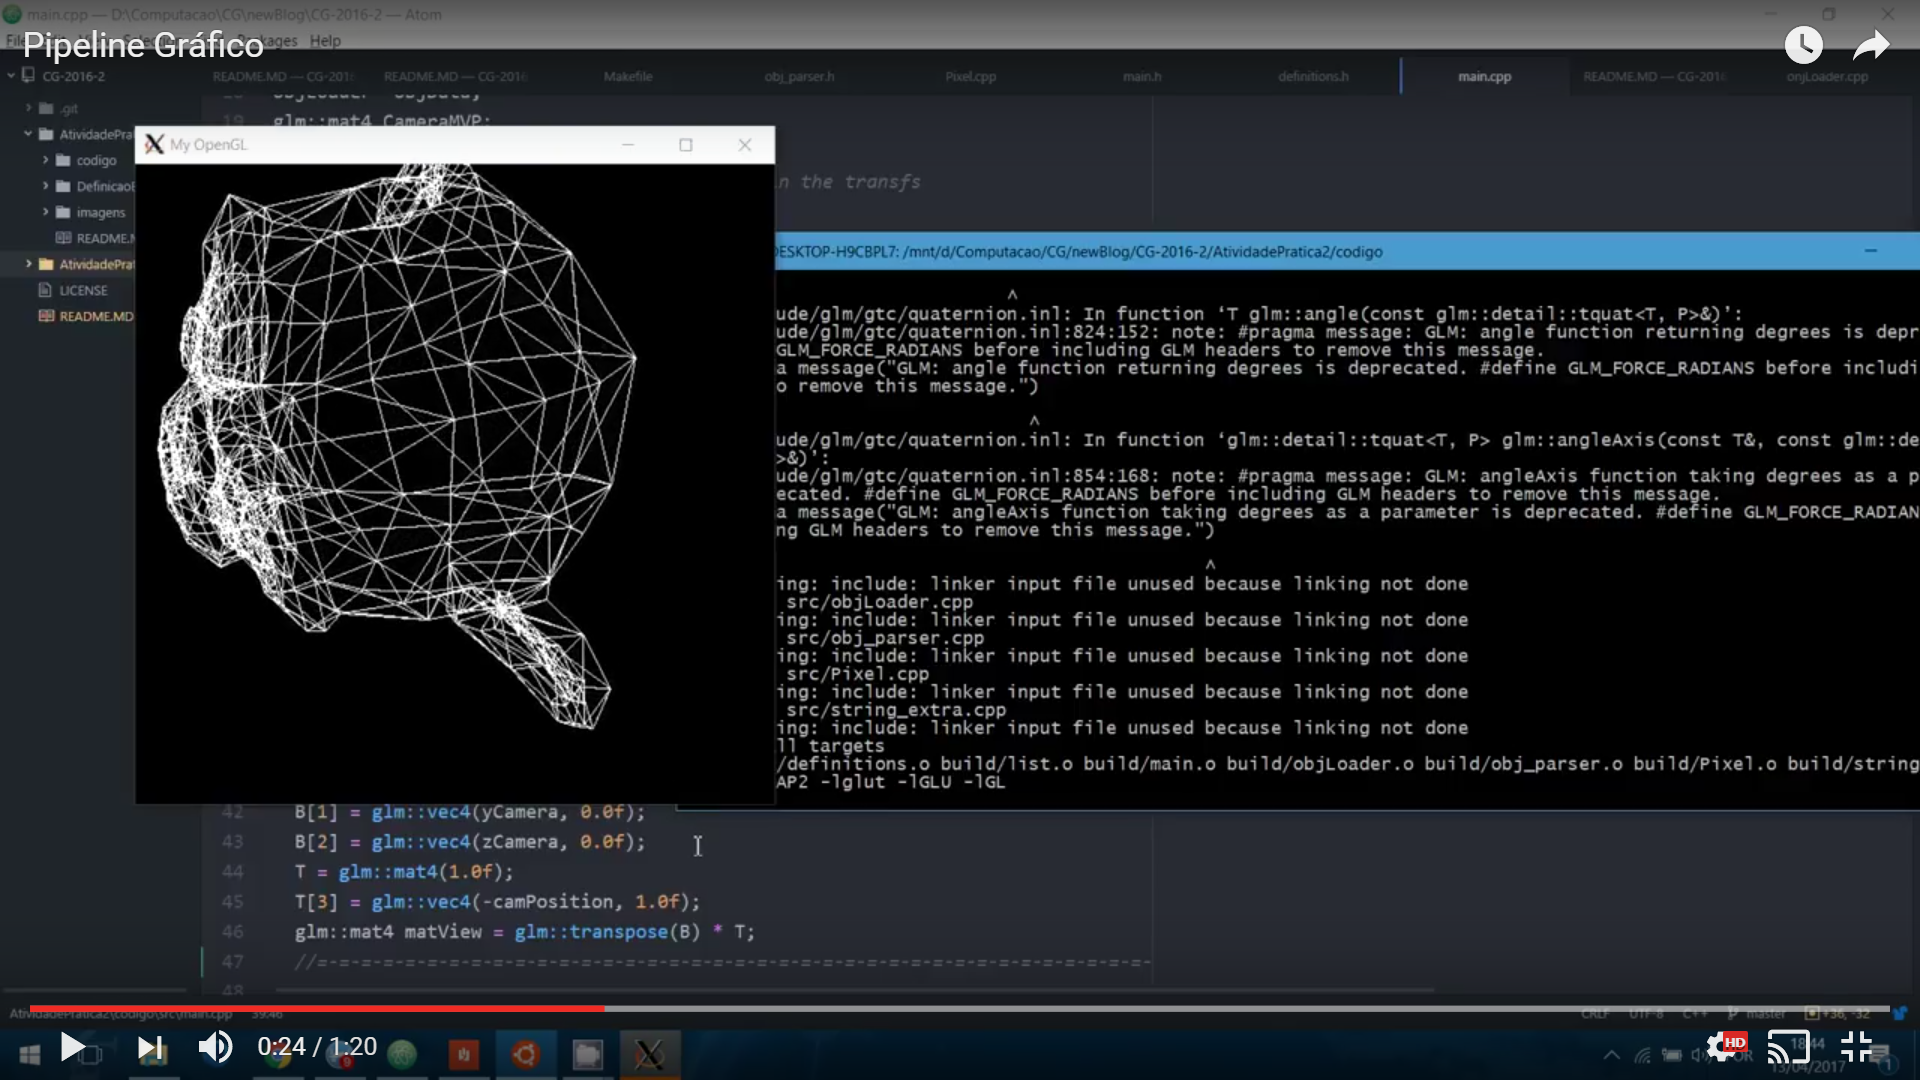 main.cpp — D:\Computacao\CG\newBlog\CG-2016-2 — Atom
Packages Help
Pipeline Gráfico
CG-2016-2
README.MD — CG-201
README.MD — CG-2016
Makefile
obj_parser.h
Pixel.cpp
main.h
definitions.h
main.cpp
README.MD — CG-201
onjLoader.cpp
.git
AtividadePra
codigo
Definicao
imagens
README.M
AtividadePra
LICENSE
README.MD
19 glm::mat4 CameraMVP;
My OpenGL
n the transfs
DESKTOP-H9CBPL7: /mnt/d/Computacao/CG/newBlog/CG-2016-2/AtividadePratica2/codigo
^
ude/glm/gtc/quaternion.inl: In function ‘T glm::angle(const glm::detail::tquat<T, P>&)’:
ude/glm/gtc/quaternion.inl:824:152: note: #pragma message: GLM: angle function returning degrees is depr
GLM_FORCE_RADIANS before including GLM headers to remove this message.
a message("GLM: angle function returning degrees is deprecated. #define GLM_FORCE_RADIANS before includi
o remove this message.")
^
ude/glm/gtc/quaternion.inl: In function ‘glm::detail::tquat<T, P> glm::angleAxis(const T&, const glm::de
>&)’:
ude/glm/gtc/quaternion.inl:854:168: note: #pragma message: GLM: angleAxis function taking degrees as a p
ecated. #define GLM_FORCE_RADIANS before including GLM headers to remove this message.
a message("GLM: angleAxis function taking degrees as a parameter is deprecated. #define GLM_FORCE_RADIAN
ng GLM headers to remove this message.")
^
ing: include: linker input file unused because linking not done
src/objLoader.cpp
ing: include: linker input file unused because linking not done
src/obj_parser.cpp
ing: include: linker input file unused because linking not done
src/Pixel.cpp
ing: include: linker input file unused because linking not done
src/string_extra.cpp
ing: include: linker input file unused because linking not done
ll targets
/definitions.o build/list.o build/main.o build/objLoader.o build/obj_parser.o build/Pixel.o build/string
AP2 -lglut -lGLU -lGL
42 B[1] = glm::vec4(yCamera, 0.0f);
43 B[2] = glm::vec4(zCamera, 0.0f);
44 T = glm::mat4(1.0f);
45 T[3] = glm::vec4(-camPosition, 1.0f);
46 glm::mat4 matView = glm::transpose(B) * T;
47 //=-=-=-=-=-=-=-=-=-=-=-=-=-=-=-=-=-=-=-=-=-=-=-=-=-=-=-=-=-=-=-=-=-=-=-=-=-
48
AtividadePratica2\codigo\src\main.cpp 39:46
CRLF UTF-8 C++ master +36, -32
0:24 / 1:20
HD
18:44
13/04/2017